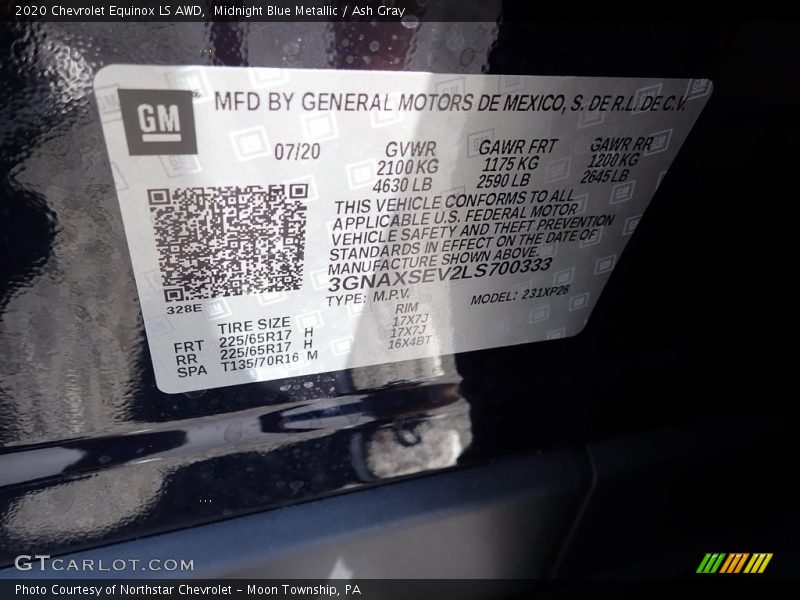 2020 Chevrolet Equinox LS AWD, Midnight Blue Metallic / Ash Gray
GM
MFD BY GENERAL MOTORS DE MEXICO, S. DE R.L. DE C.V.
07/20
GVWR
2100 KG
4630 LB
GAWR FRT
1175 KG
2590 LB
GAWR RR
1200 KG
2645 LB
THIS VEHICLE CONFORMS TO ALL
APPLICABLE U.S. FEDERAL MOTOR
VEHICLE SAFETY AND THEFT PREVENTION
STANDARDS IN EFFECT ON THE DATE OF
MANUFACTURE SHOWN ABOVE.
3GNAXSEV2LS700333
TYPE: M.P.V. MODEL: 231XP26
328E
TIRE SIZE RIM
FRT 225/65R17 H 17X7J
RR 225/65R17 H 17X7J
SPA T135/70R16 M 16X4BT
GTCARLOT.COM
Photo Courtesy of Northstar Chevrolet - Moon Township, PA